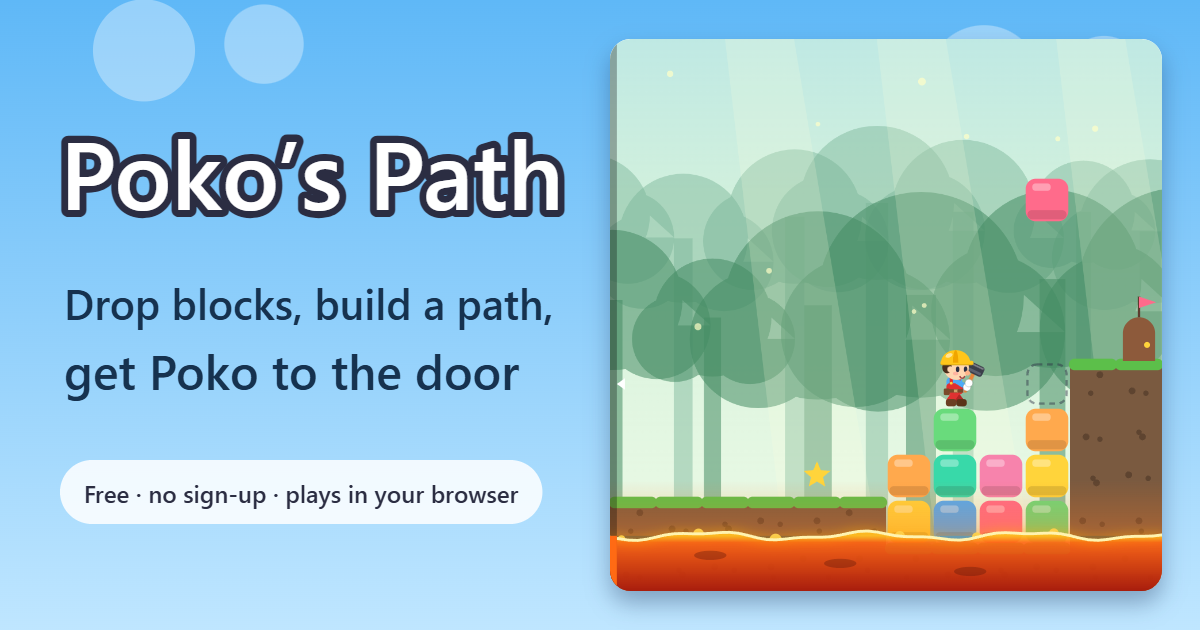 Poko’s Path
Drop blocks, build a path,
get Poko to the door
Free · no sign-up · plays in your browser